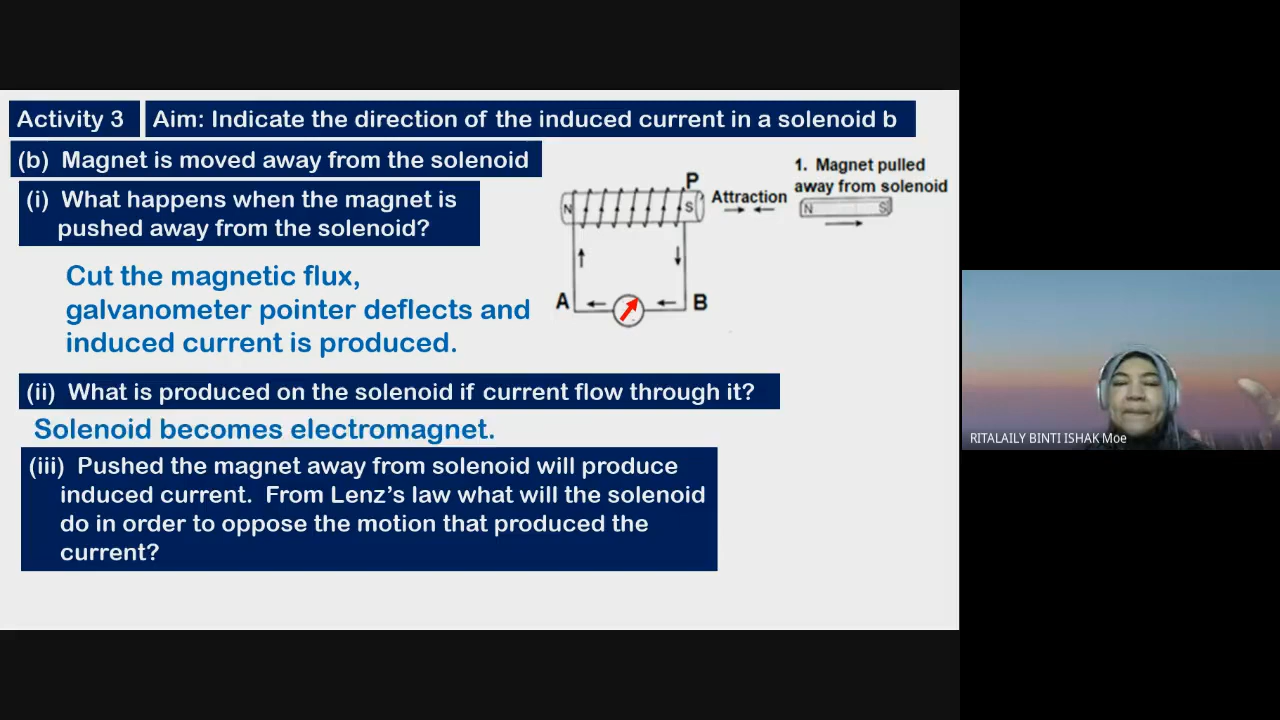 Activity 3
Aim: Indicate the direction of the induced current in a solenoid b
(b) Magnet is moved away from the solenoid
(i) What happens when the magnet is
pushed away from the solenoid?
Cut the magnetic flux,
galvanometer pointer deflects and
induced current is produced.
P
N
S
Attraction
1. Magnet pulled
away from solenoid
N
S
A
B
(ii) What is produced on the solenoid if current flow through it?
Solenoid becomes electromagnet.
(iii) Pushed the magnet away from solenoid will produce
induced current. From Lenz's law what will the solenoid
do in order to oppose the motion that produced the
current?
RITALAILY BINTI ISHAK Moe